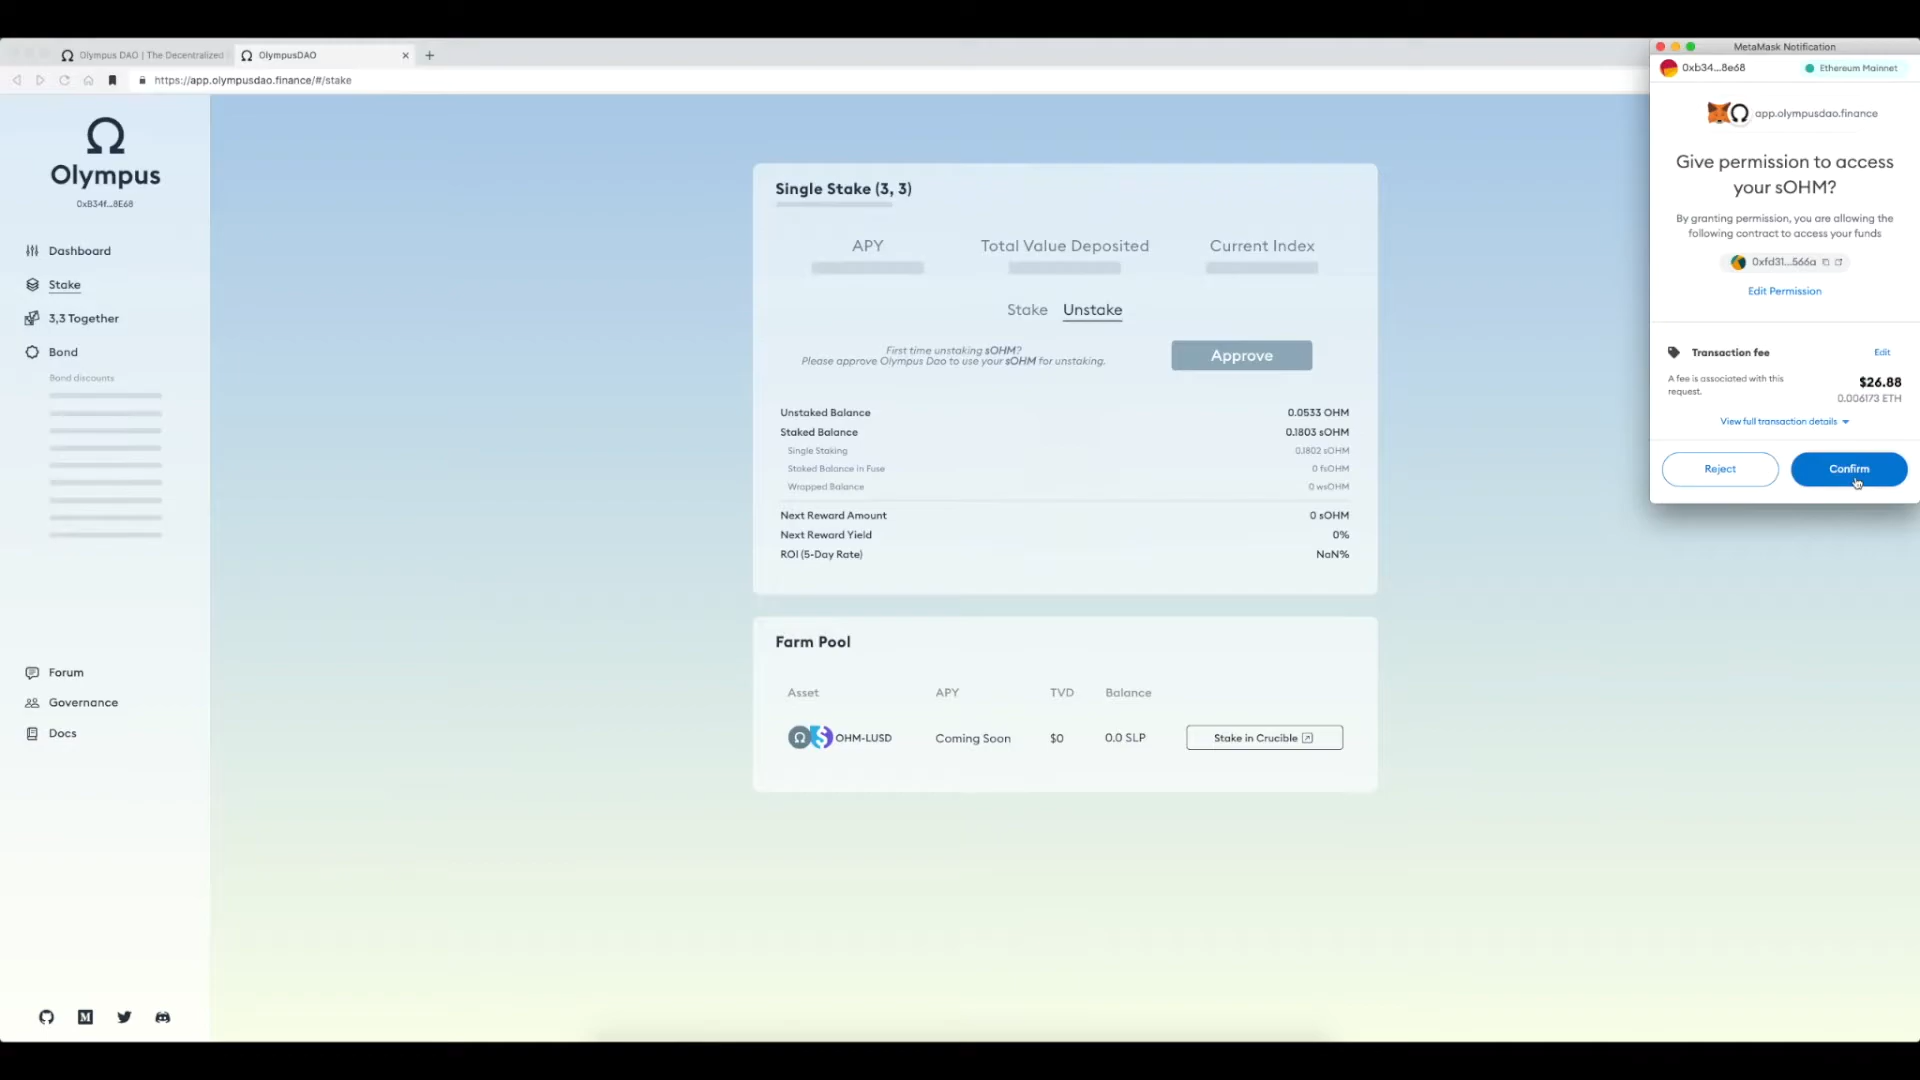 Olympus DAO | The Decentralized
OlympusDAO
https://app.olympusdao.finance/#/stake
Olympus
0xB34f...8E68
Dashboard
Stake
3,3 Together
Bond
Bond discounts
Forum
Governance
Docs
Single Stake (3, 3)
APY Total Value Deposited Current Index
Stake Unstake
First time unstaking sOHM?
Please approve Olympus Dao to use your sOHM for unstaking.
Approve
Unstaked Balance 0.0533 OHM
Staked Balance 0.1803 sOHM
Single Staking 0.1802 sOHM
Staked Balance in Fuse 0 fsOHM
Wrapped Balance 0 wsOHM
Next Reward Amount 0 sOHM
Next Reward Yield 0%
ROI (5-Day Rate) NaN%
Farm Pool
Asset APY TVD Balance
OHM-LUSD Coming Soon $0 0.0 SLP Stake in Crucible
MetaMask Notification
0xb34...8e68 Ethereum Mainnet
app.olympusdao.finance
Give permission to access
your sOHM?
By granting permission, you are allowing the
following contract to access your funds
0xfd31...566a
Edit Permission
Transaction fee Edit
A fee is associated with this
request.
$26.88
0.006173 ETH
View full transaction details
Reject Confirm